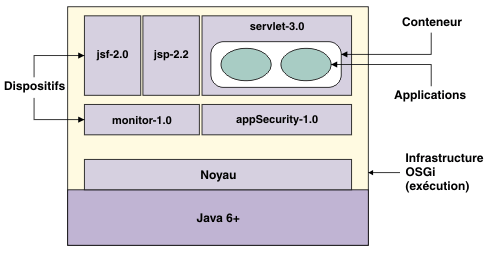 servlet-3.0
Conteneur
jsf-2.0
jsp-2.2
Dispositifs
Applications
monitor-1.0
appSecurity-1.0
Noyau
Infrastructure
OSGi
(exécution)
Java 6+